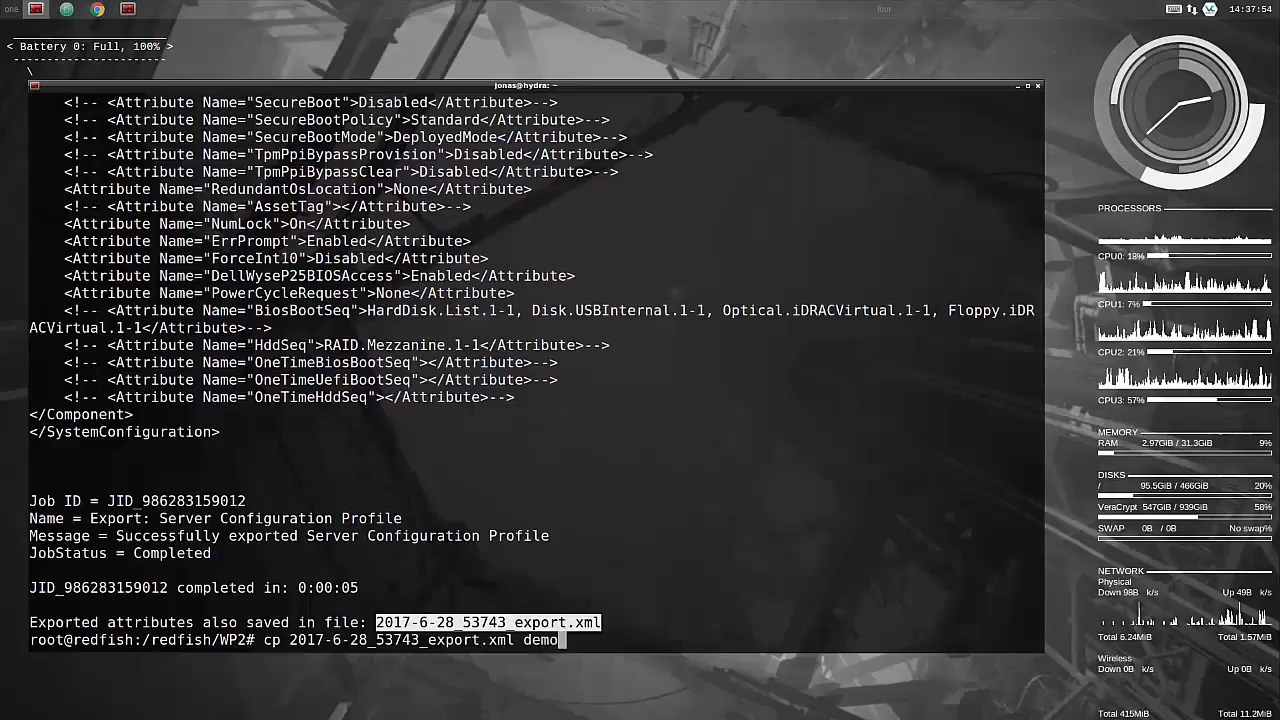 one
three
four
14:37:54
< Battery 0: Full, 100% >
-------------------------
\
jonas@hydra: ~
<!-- <Attribute Name="SecureBoot">Disabled</Attribute>-->
<!-- <Attribute Name="SecureBootPolicy">Standard</Attribute>-->
<!-- <Attribute Name="SecureBootMode">DeployedMode</Attribute>-->
<!-- <Attribute Name="TpmPpiBypassProvision">Disabled</Attribute>-->
<!-- <Attribute Name="TpmPpiBypassClear">Disabled</Attribute>-->
<Attribute Name="RedundantOsLocation">None</Attribute>
<!-- <Attribute Name="AssetTag"></Attribute>-->
<Attribute Name="NumLock">On</Attribute>
<Attribute Name="ErrPrompt">Enabled</Attribute>
<Attribute Name="ForceInt10">Disabled</Attribute>
<Attribute Name="DellWyseP25BIOSAccess">Enabled</Attribute>
<Attribute Name="PowerCycleRequest">None</Attribute>
<!-- <Attribute Name="BiosBootSeq">HardDisk.List.1-1, Disk.USBInternal.1-1, Optical.iDRACVirtual.1-1, Floppy.iDR
ACVirtual.1-1</Attribute>-->
<!-- <Attribute Name="HddSeq">RAID.Mezzanine.1-1</Attribute>-->
<!-- <Attribute Name="OneTimeBiosBootSeq"></Attribute>-->
<!-- <Attribute Name="OneTimeUefiBootSeq"></Attribute>-->
<!-- <Attribute Name="OneTimeHddSeq"></Attribute>-->
</Component>
</SystemConfiguration>
Job ID = JID_986283159012
Name = Export: Server Configuration Profile
Message = Successfully exported Server Configuration Profile
JobStatus = Completed
JID_986283159012 completed in: 0:00:05
Exported attributes also saved in file: 2017-6-28_53743_export.xml
root@redfish:/redfish/WP2# cp 2017-6-28_53743_export.xml demo
PROCESSORS
CPU0: 18%
CPU1: 7%
CPU2: 21%
CPU3: 57%
MEMORY
RAM 2.97GiB / 31.3GiB 9%
DISKS
/ 95.5GiB / 466GiB 20%
VeraCrypt 547GiB / 939GiB 58%
SWAP 0B / 0B No swap%
NETWORK
Physical
Down 98B k/s Up 49B k/s
Total 6.24MiB Total 1.57MiB
Wireless
Down 0B k/s Up 0B k/s
Total 415MiB Total 11.2MiB